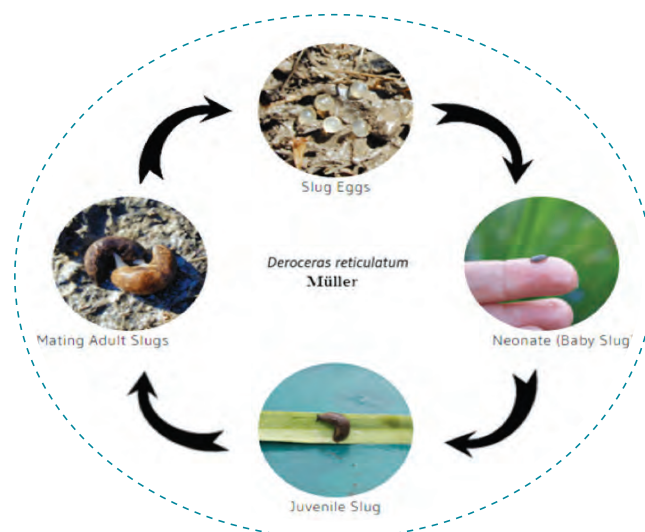 Slug Eggs
Deroceras reticulatum
Müller
Mating Adult Slugs
Neonate (Baby Slug)
Juvenile Slug